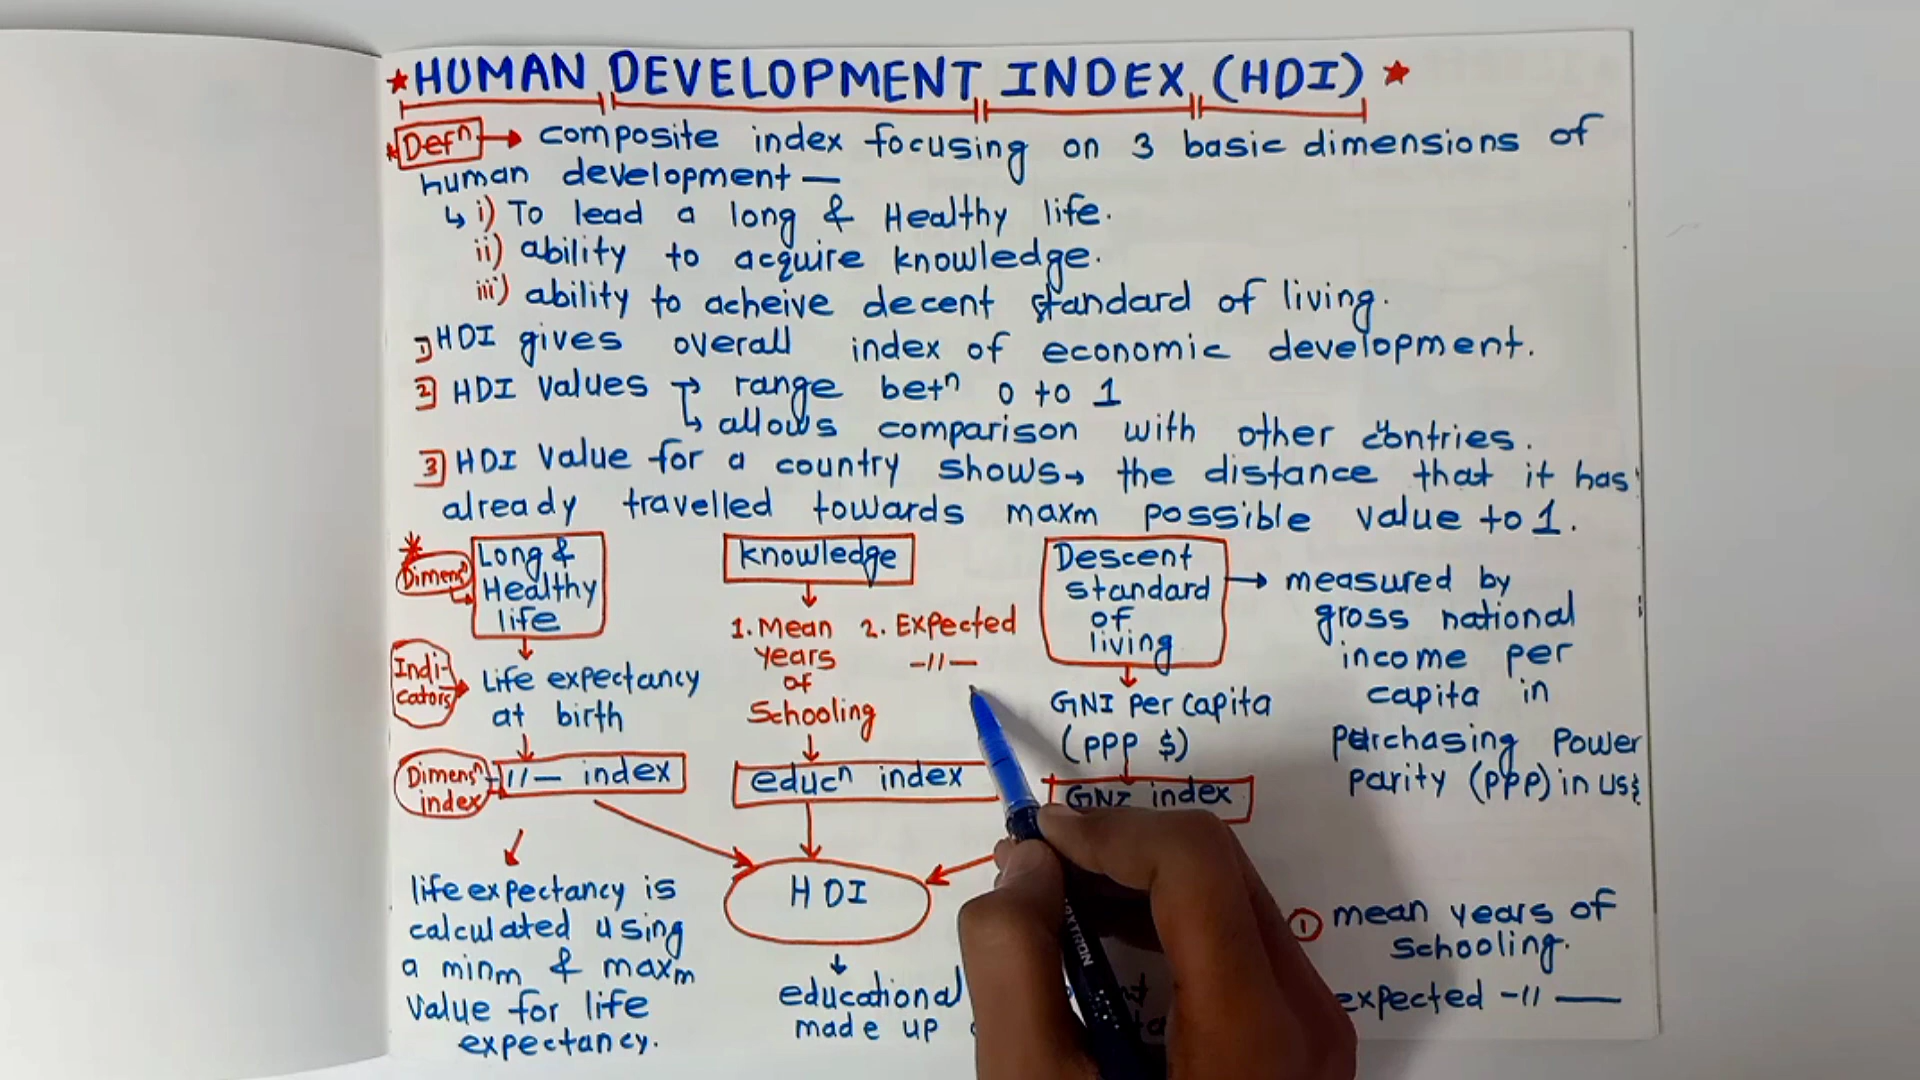 ★ HUMAN DEVELOPMENT INDEX (HDI) ★
* Defⁿ → composite index focusing on 3 basic dimensions of
human development —
↳ i) To lead a long & Healthy life.
ii) ability to acquire knowledge.
iii) ability to acheive decent standard of living.
1) HDI gives overall index of economic development.
2) HDI values → range betⁿ 0 to 1
↳ allows comparison with other countries.
3) HDI value for a country shows → the distance that it has
already travelled towards maxm possible value to 1.
* Dimensⁿ
Long &
Healthy
life
Indi-
cators →
Life expectancy
at birth
Dimensⁿ
index
-11- index
life expectancy is
calculated using
a minm & maxm
value for life
expectancy.
knowledge
1. Mean
years
of
Schooling
2. Expected
-11-
educⁿ index
HDI
educational
made up
Descent
standard
of
living
→ measured by
gross national
income per
capita in
purchasing power
parity (PPP) in US$
GNI per capita
(PPP $)
GNI index
① mean years of
schooling.
expected -11-
MAXTRON